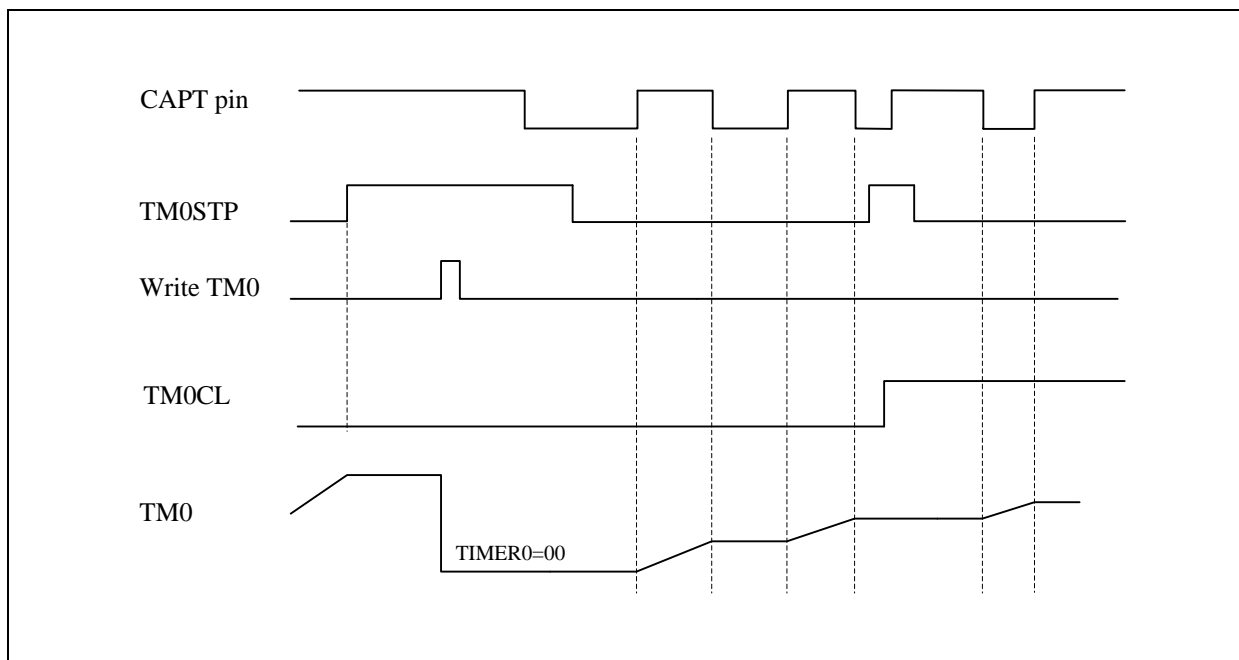 CAPT pin
TM0STP
Write TM0
TM0CL
TM0
TIMER0=00